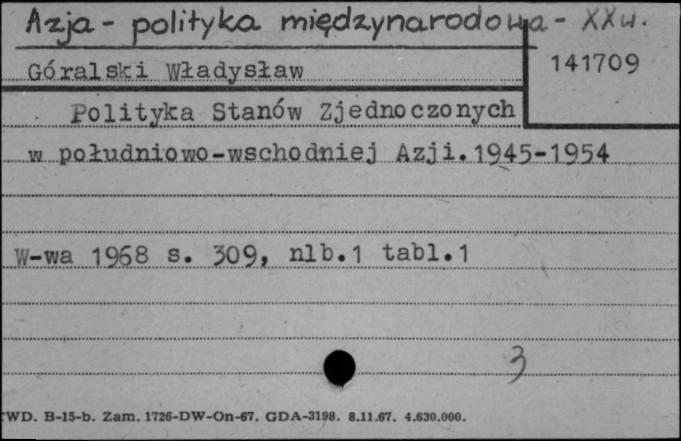 Azja - polityka międzynarodowa - XXw.
Góralski Władysław
141709
Polityka Stanów Zjednoczonych
w południowo-wschodniej Azji.1945-1954
W-wa 1968 s. 309, nlb.1 tabl.1
3
WD. B-15-b. Zam. 1726-DW-On-67. GDA-3198. 8.11.67. 4.630.000.